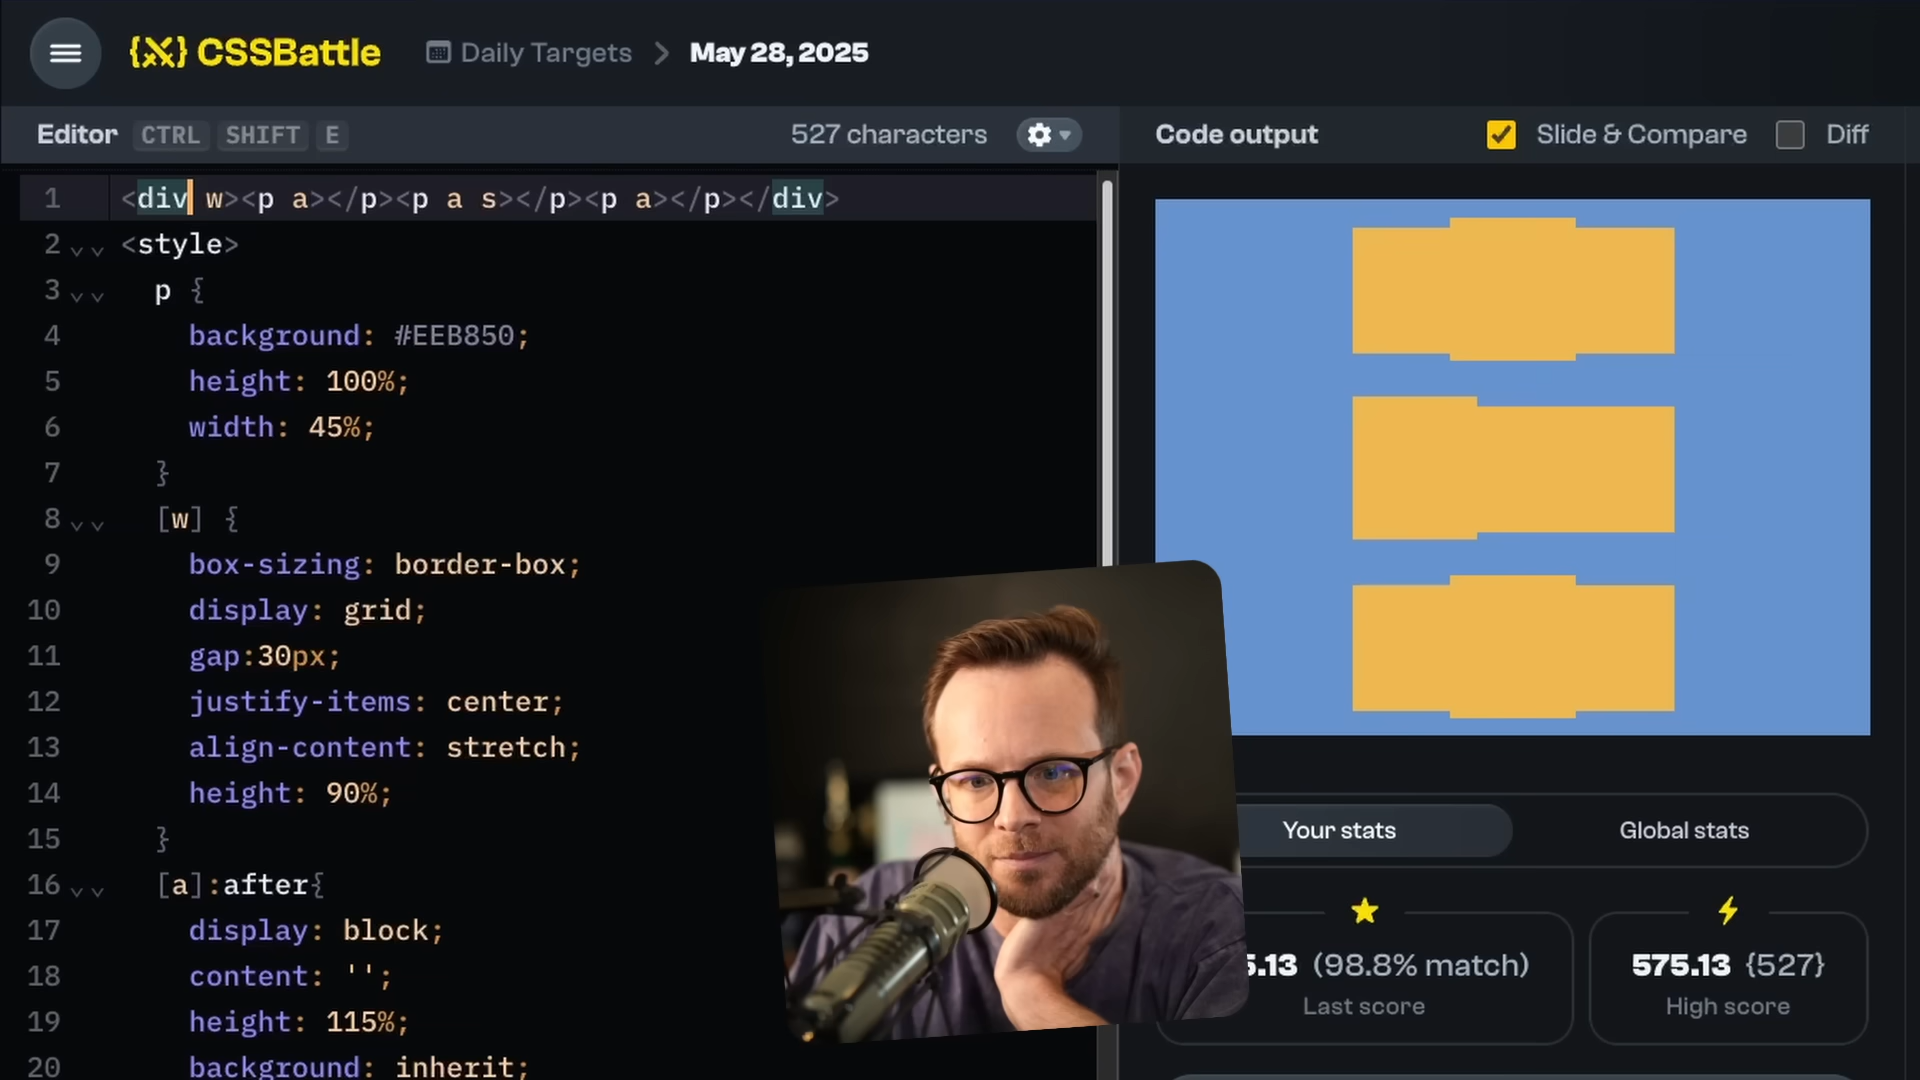 {X} CSSBattle
Daily Targets > May 28, 2025
Editor CTRL SHIFT E
527 characters
Code output
Slide & Compare
Diff
1 <div w><p a></p><p a s></p><p a></p></div>
2 <style>
3 p {
4 background: #EEB850;
5 height: 100%;
6 width: 45%;
7 }
8 [w] {
9 box-sizing: border-box;
10 display: grid;
11 gap:30px;
12 justify-items: center;
13 align-content: stretch;
14 height: 90%;
15 }
16 [a]:after{
17 display: block;
18 content: '';
19 height: 115%;
20 background: inherit;
Your stats
Global stats
5.13 (98.8% match)
Last score
575.13 {527}
High score